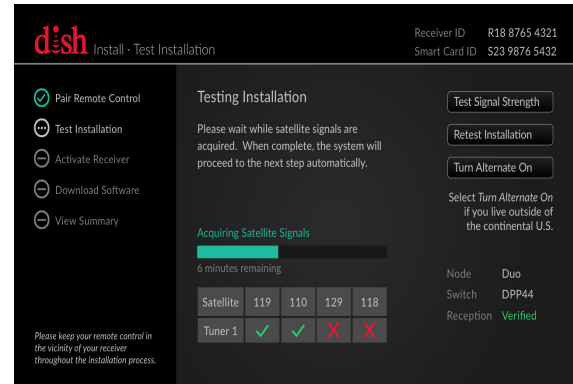 dish Install · Test Installation
Receiver ID R18 8765 4321
Smart Card ID S23 9876 5432
Pair Remote Control
Test Installation
Activate Receiver
Download Software
View Summary
Please keep your remote control in
the vicinity of your receiver
throughout the installation process.
Testing Installation
Please wait while satellite signals are
acquired. When complete, the system will
proceed to the next step automatically.
Acquiring Satellite Signals
6 minutes remaining
Satellite 119 110 129 118
Tuner 1 ✓ ✓ X X
Test Signal Strength
Retest Installation
Turn Alternate On
Select Turn Alternate On
if you live outside of
the continental U.S.
Node Duo
Switch DPP44
Reception Verified